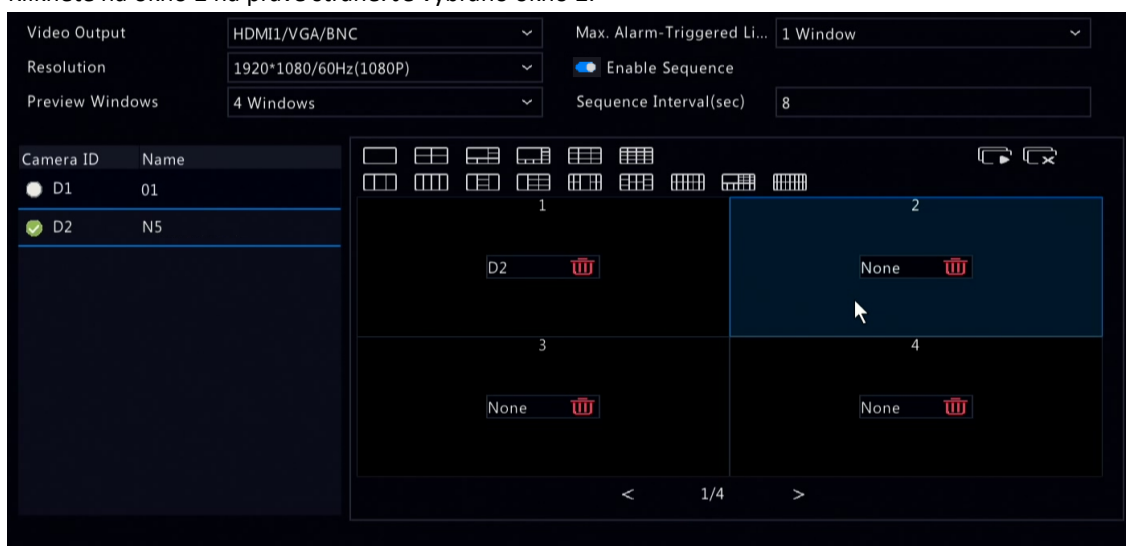 Video Output HDMI1/VGA/BNC Max. Alarm-Triggered Li... 1 Window
Resolution 1920*1080/60Hz(1080P) Enable Sequence
Preview Windows 4 Windows Sequence Interval(sec) 8
Camera ID Name
D1 01
D2 N5
1
2
D2
None
3
4
None
None
< 1/4 >